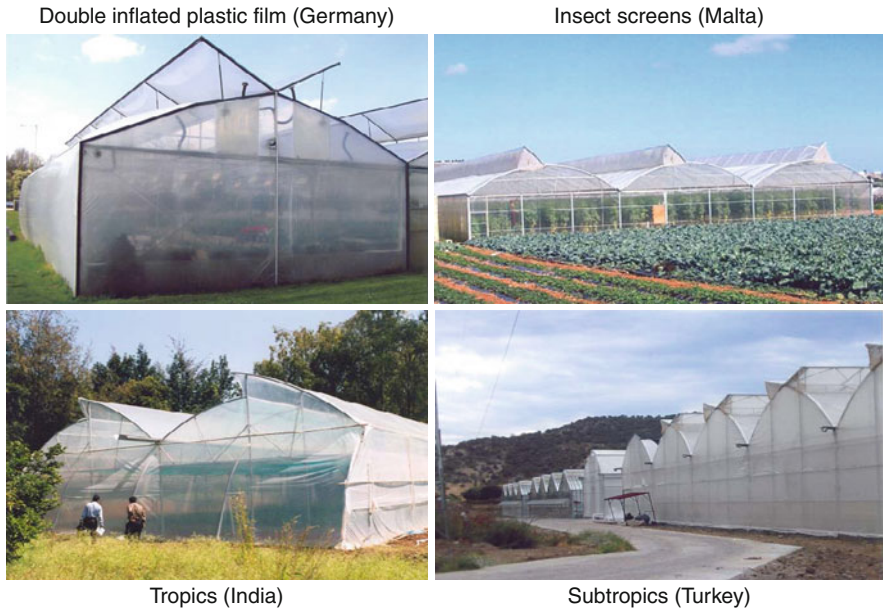 Double inflated plastic film (Germany)
Insect screens (Malta)
Tropics (India)
Subtropics (Turkey)